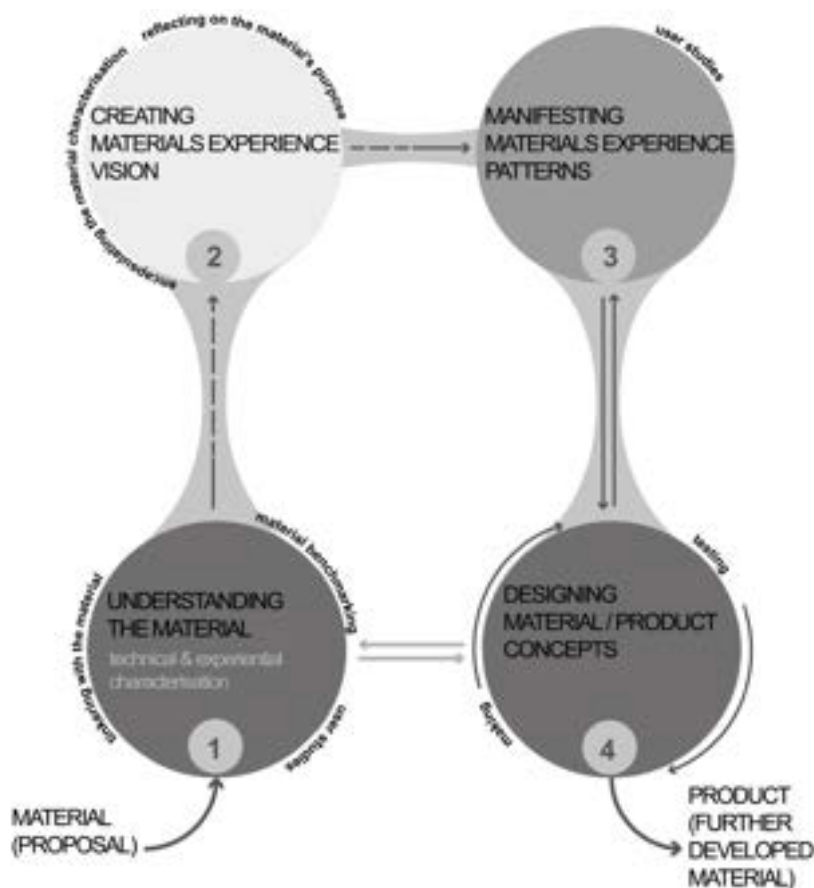 reflecting on the material's purpose
encapsulating the material characterisation
CREATING
MATERIALS EXPERIENCE
VISION
2
user studies
MANIFESTING
MATERIALS EXPERIENCE
PATTERNS
3
tinkering with the material
material benchmarking
user studies
UNDERSTANDING
THE MATERIAL
technical & experiential
characterisation
1
MATERIAL
(PROPOSAL)
testing
making
DESIGNING
MATERIAL / PRODUCT
CONCEPTS
4
PRODUCT
(FURTHER
DEVELOPED
MATERIAL)